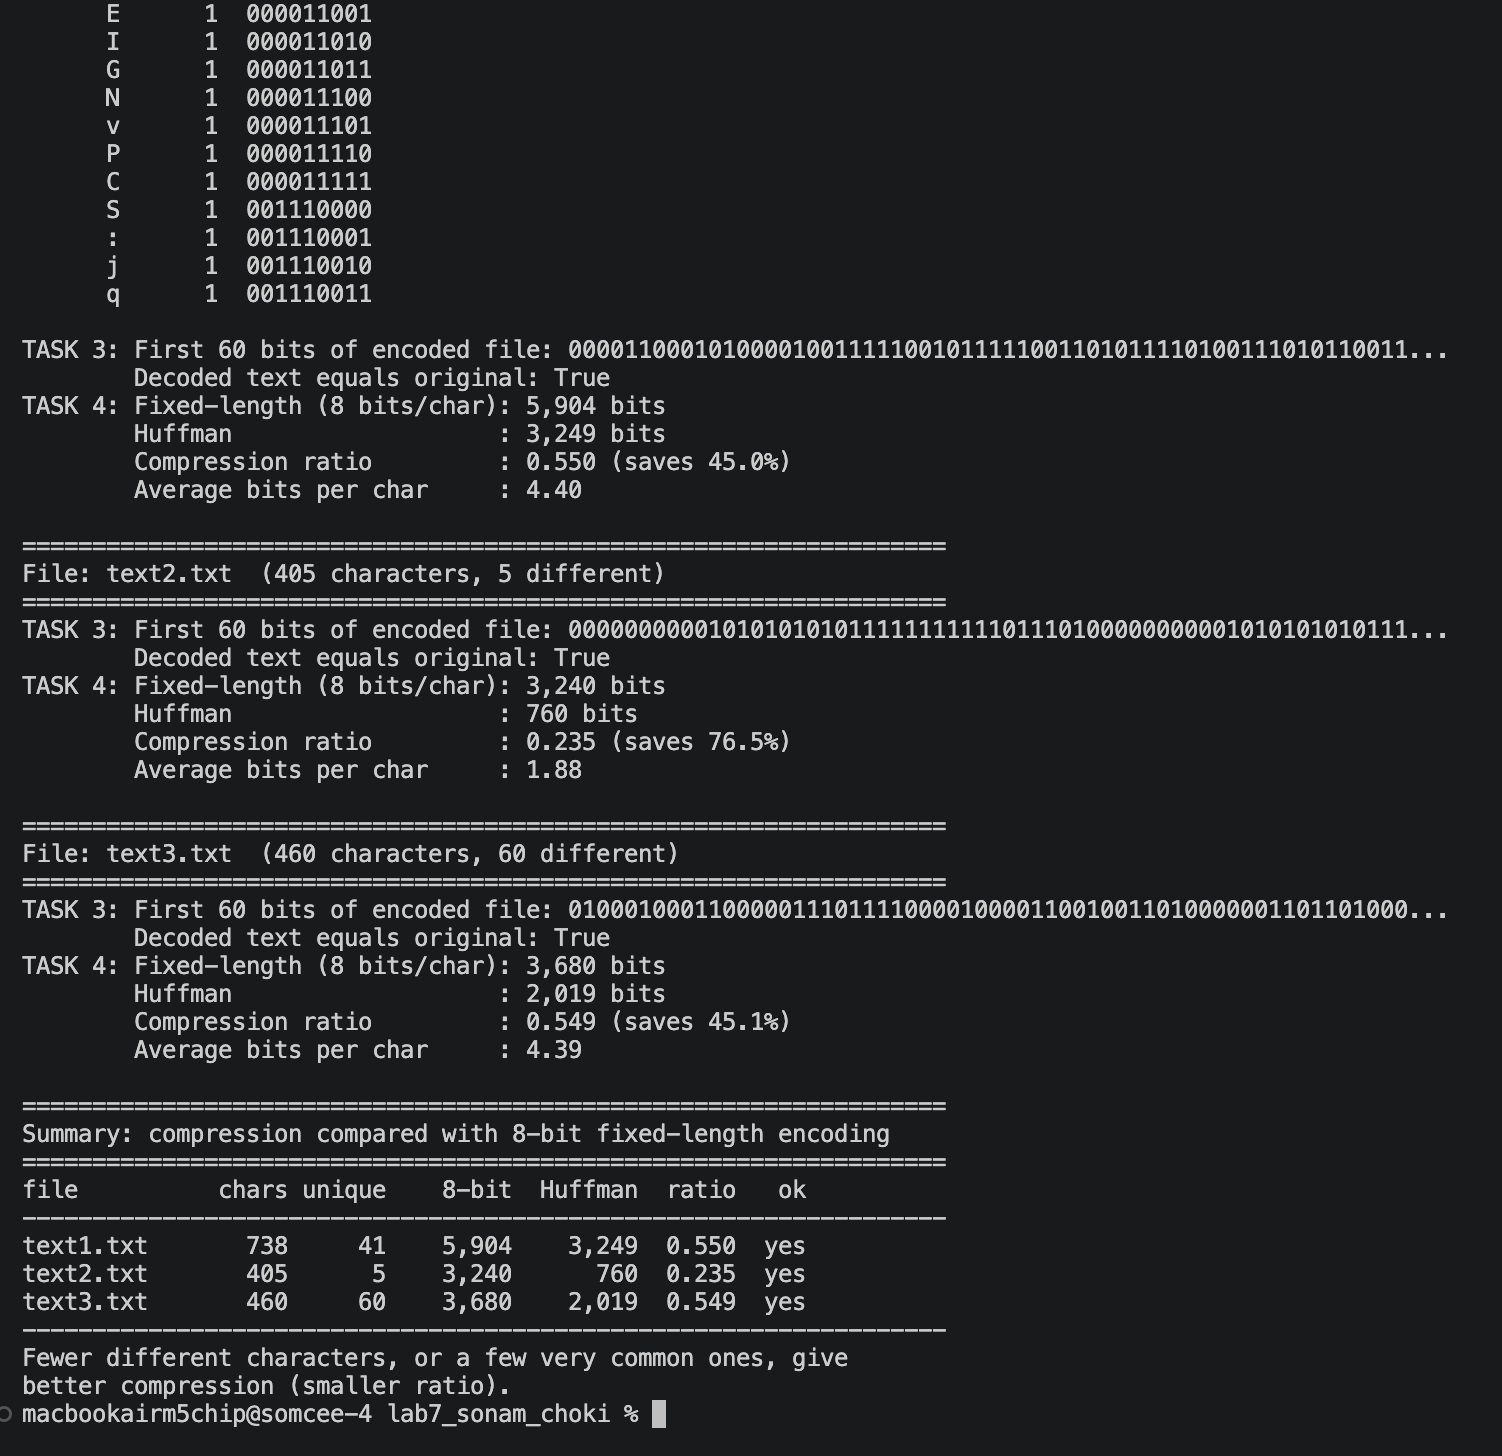 E 1 000011001
I 1 000011010
G 1 000011011
N 1 000011100
v 1 000011101
P 1 000011110
C 1 000011111
S 1 001110000
: 1 001110001
j 1 001110010
q 1 001110011
TASK 3: First 60 bits of encoded file: 000011000101000010011111001011111001101011110100111010110011...
Decoded text equals original: True
TASK 4: Fixed-length (8 bits/char): 5,904 bits
Huffman : 3,249 bits
Compression ratio : 0.550 (saves 45.0%)
Average bits per char : 4.40
==================================================================
File: text2.txt (405 characters, 5 different)
==================================================================
TASK 3: First 60 bits of encoded file: 000000000010101010101111111111101110100000000001010101010111...
Decoded text equals original: True
TASK 4: Fixed-length (8 bits/char): 3,240 bits
Huffman : 760 bits
Compression ratio : 0.235 (saves 76.5%)
Average bits per char : 1.88
==================================================================
File: text3.txt (460 characters, 60 different)
==================================================================
TASK 3: First 60 bits of encoded file: 010001000110000011101111000010000110010011010000001101101000...
Decoded text equals original: True
TASK 4: Fixed-length (8 bits/char): 3,680 bits
Huffman : 2,019 bits
Compression ratio : 0.549 (saves 45.1%)
Average bits per char : 4.39
==================================================================
Summary: compression compared with 8-bit fixed-length encoding
==================================================================
file chars unique 8-bit Huffman ratio ok
------------------------------------------------------------------
text1.txt 738 41 5,904 3,249 0.550 yes
text2.txt 405 5 3,240 760 0.235 yes
text3.txt 460 60 3,680 2,019 0.549 yes
------------------------------------------------------------------
Fewer different characters, or a few very common ones, give
better compression (smaller ratio).
macbookairm5chip@somcee-4 lab7_sonam_choki %